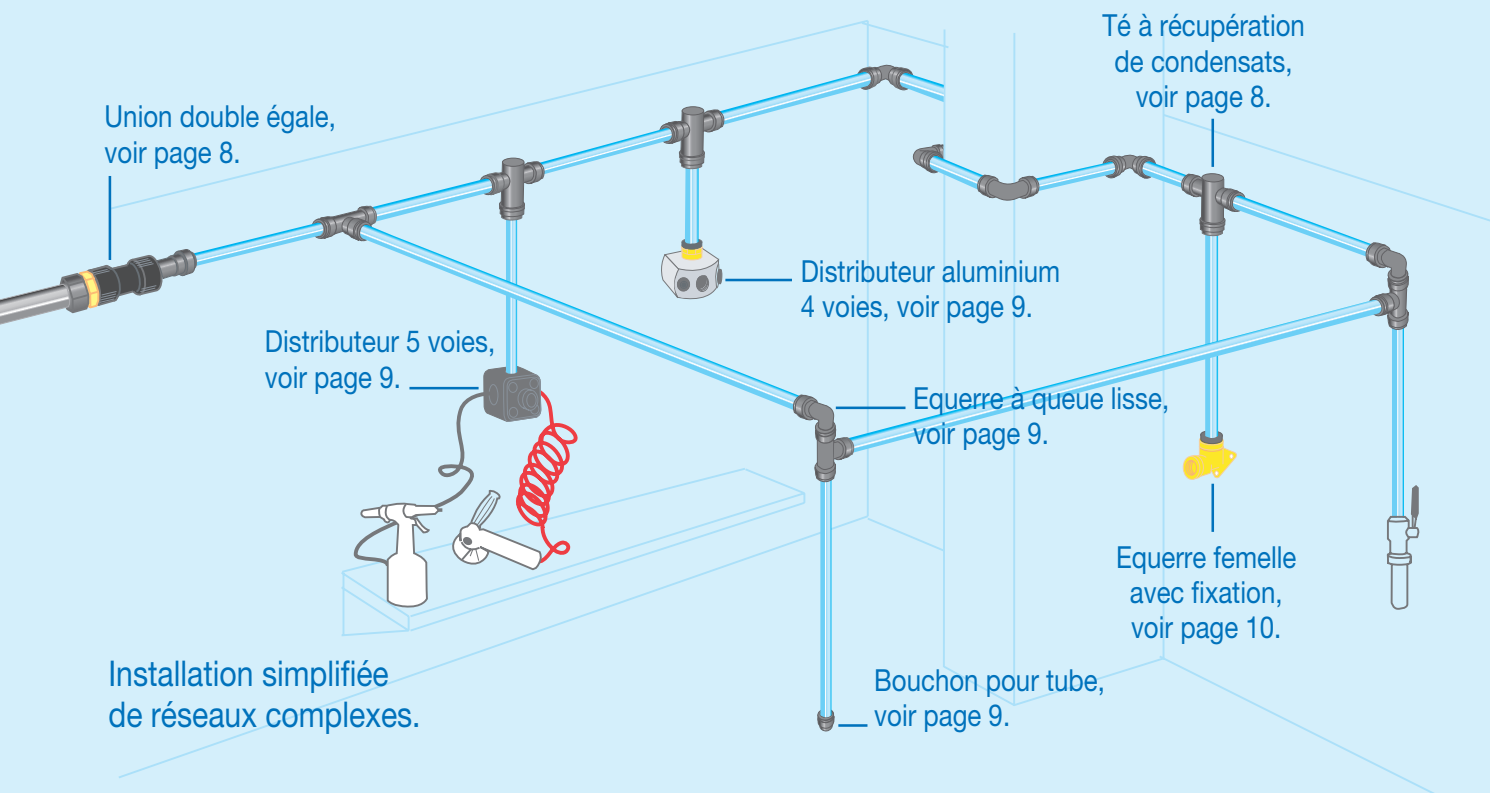 Té à récupération
de condensats,
voir page 8.
Union double égale,
voir page 8.
Distributeur aluminium
4 voies, voir page 9.
Distributeur 5 voies,
voir page 9.
Equerre à queue lisse,
voir page 9.
Equerre femelle
avec fixation,
voir page 10.
Installation simplifiée
de réseaux complexes.
Bouchon pour tube,
voir page 9.